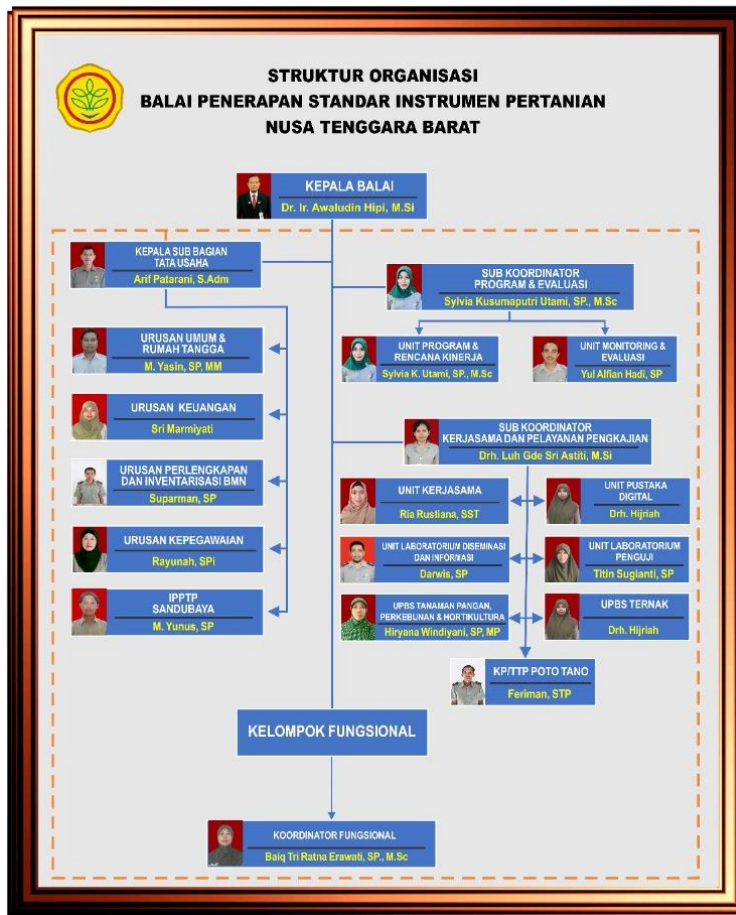 STRUKTUR ORGANISASI
BALAI PENERAPAN STANDAR INSTRUMEN PERTANIAN
NUSA TENGGARA BARAT
KEPALA BALAI
Dr. Ir. Awaludin Hipi, M.Si
KEPALA SUB BAGIAN
TATA USAHA
Arif Patarani, S.Adm
SUB KOORDINATOR
PROGRAM & EVALUASI
Sylvia Kusumaputri Utami, SP., M.Sc
URUSAN UMUM &
RUMAH TANGGA
M. Yasin, SP, MM
UNIT PROGRAM &
RENCANA KINERJA
Sylvia K. Utami, SP., M.Sc
UNIT MONITORING &
EVALUASI
Yul Alfian Hadi, SP
URUSAN KEUANGAN
Sri Marmiyati
SUB KOORDINATOR
KERJASAMA DAN PELAYANAN PENGKAJIAN
Drh. Luh Gde Sri Astiti, M.Si
URUSAN PERLENGKAPAN
DAN INVENTARISASI BMN
Suparman, SP
UNIT KERJASAMA
Ria Rustiana, SST
UNIT PUSTAKA
DIGITAL
Drh. Hijriah
URUSAN KEPEGAWAIAN
Rayunah, SPi
UNIT LABORATORIUM DISEMINASI
DAN INFORMASI
Darwis, SP
UNIT LABORATORIUM
PENGUJI
Titin Sugianti, SP
IPPTP
SANDUBAYA
M. Yunus, SP
UPBS TANAMAN PANGAN,
PERKEBUNAN & HORTIKULTURA
Hiryana Windiyani, SP, MP
UPBS TERNAK
Drh. Hijriah
KP/TTP POTO TANO
Feriman, STP
KELOMPOK FUNGSIONAL
KOORDINATOR FUNGSIONAL
Baiq Tri Ratna Erawati, SP., M.Sc